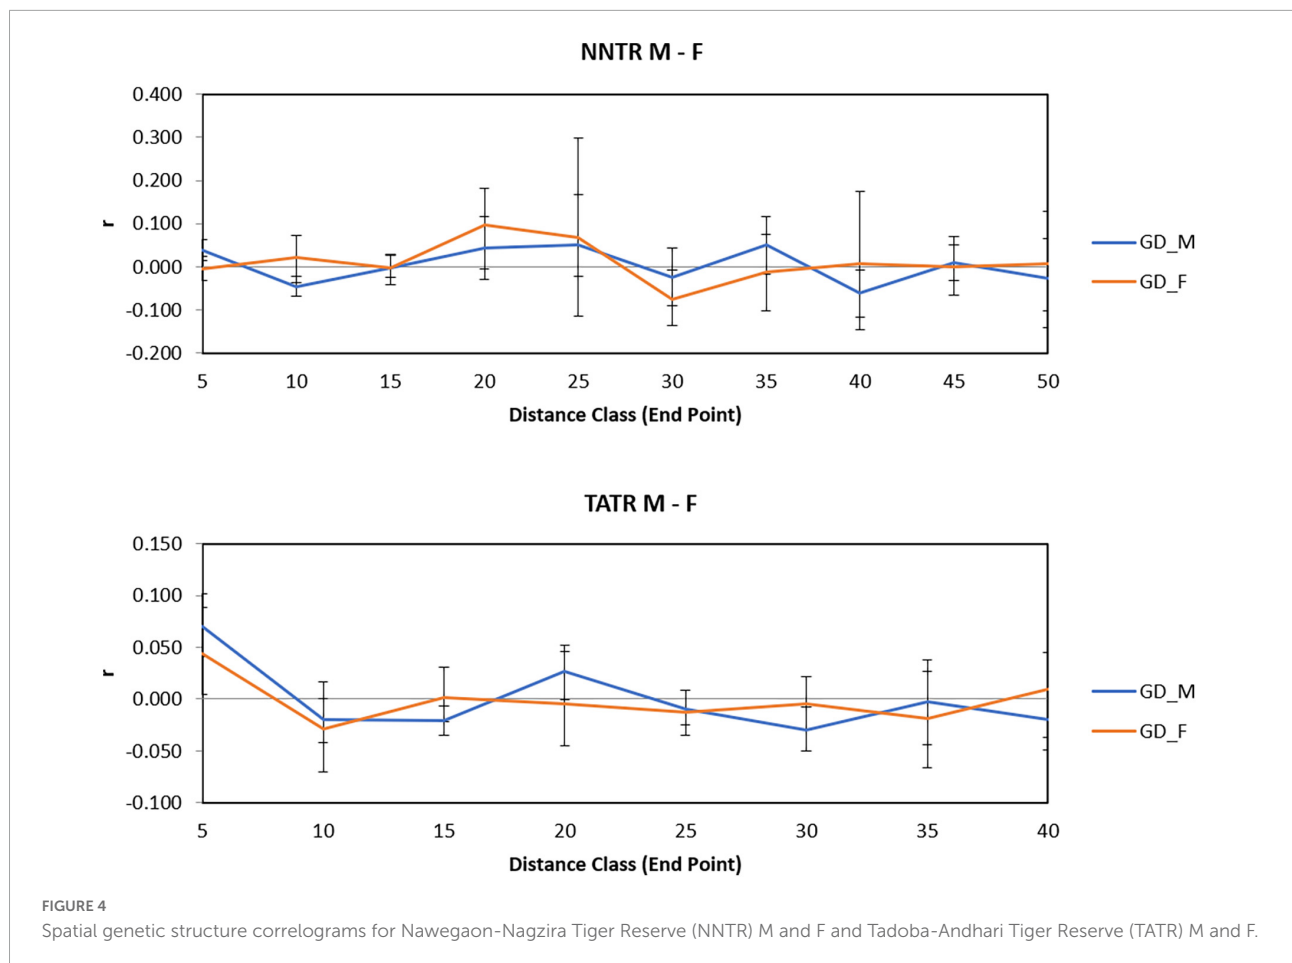 NNTR M - F
0.400
0.300
0.200
0.100
0.000
-0.100
-0.200
r
5 10 15 20 25 30 35 40 45 50
Distance Class (End Point)
GD_M
GD_F
TATR M - F
0.150
0.100
0.050
0.000
-0.050
-0.100
r
5 10 15 20 25 30 35 40
Distance Class (End Point)
GD_M
GD_F
FIGURE 4
Spatial genetic structure correlograms for Nawegaon-Nagzira Tiger Reserve (NNTR) M and F and Tadoba-Andhari Tiger Reserve (TATR) M and F.